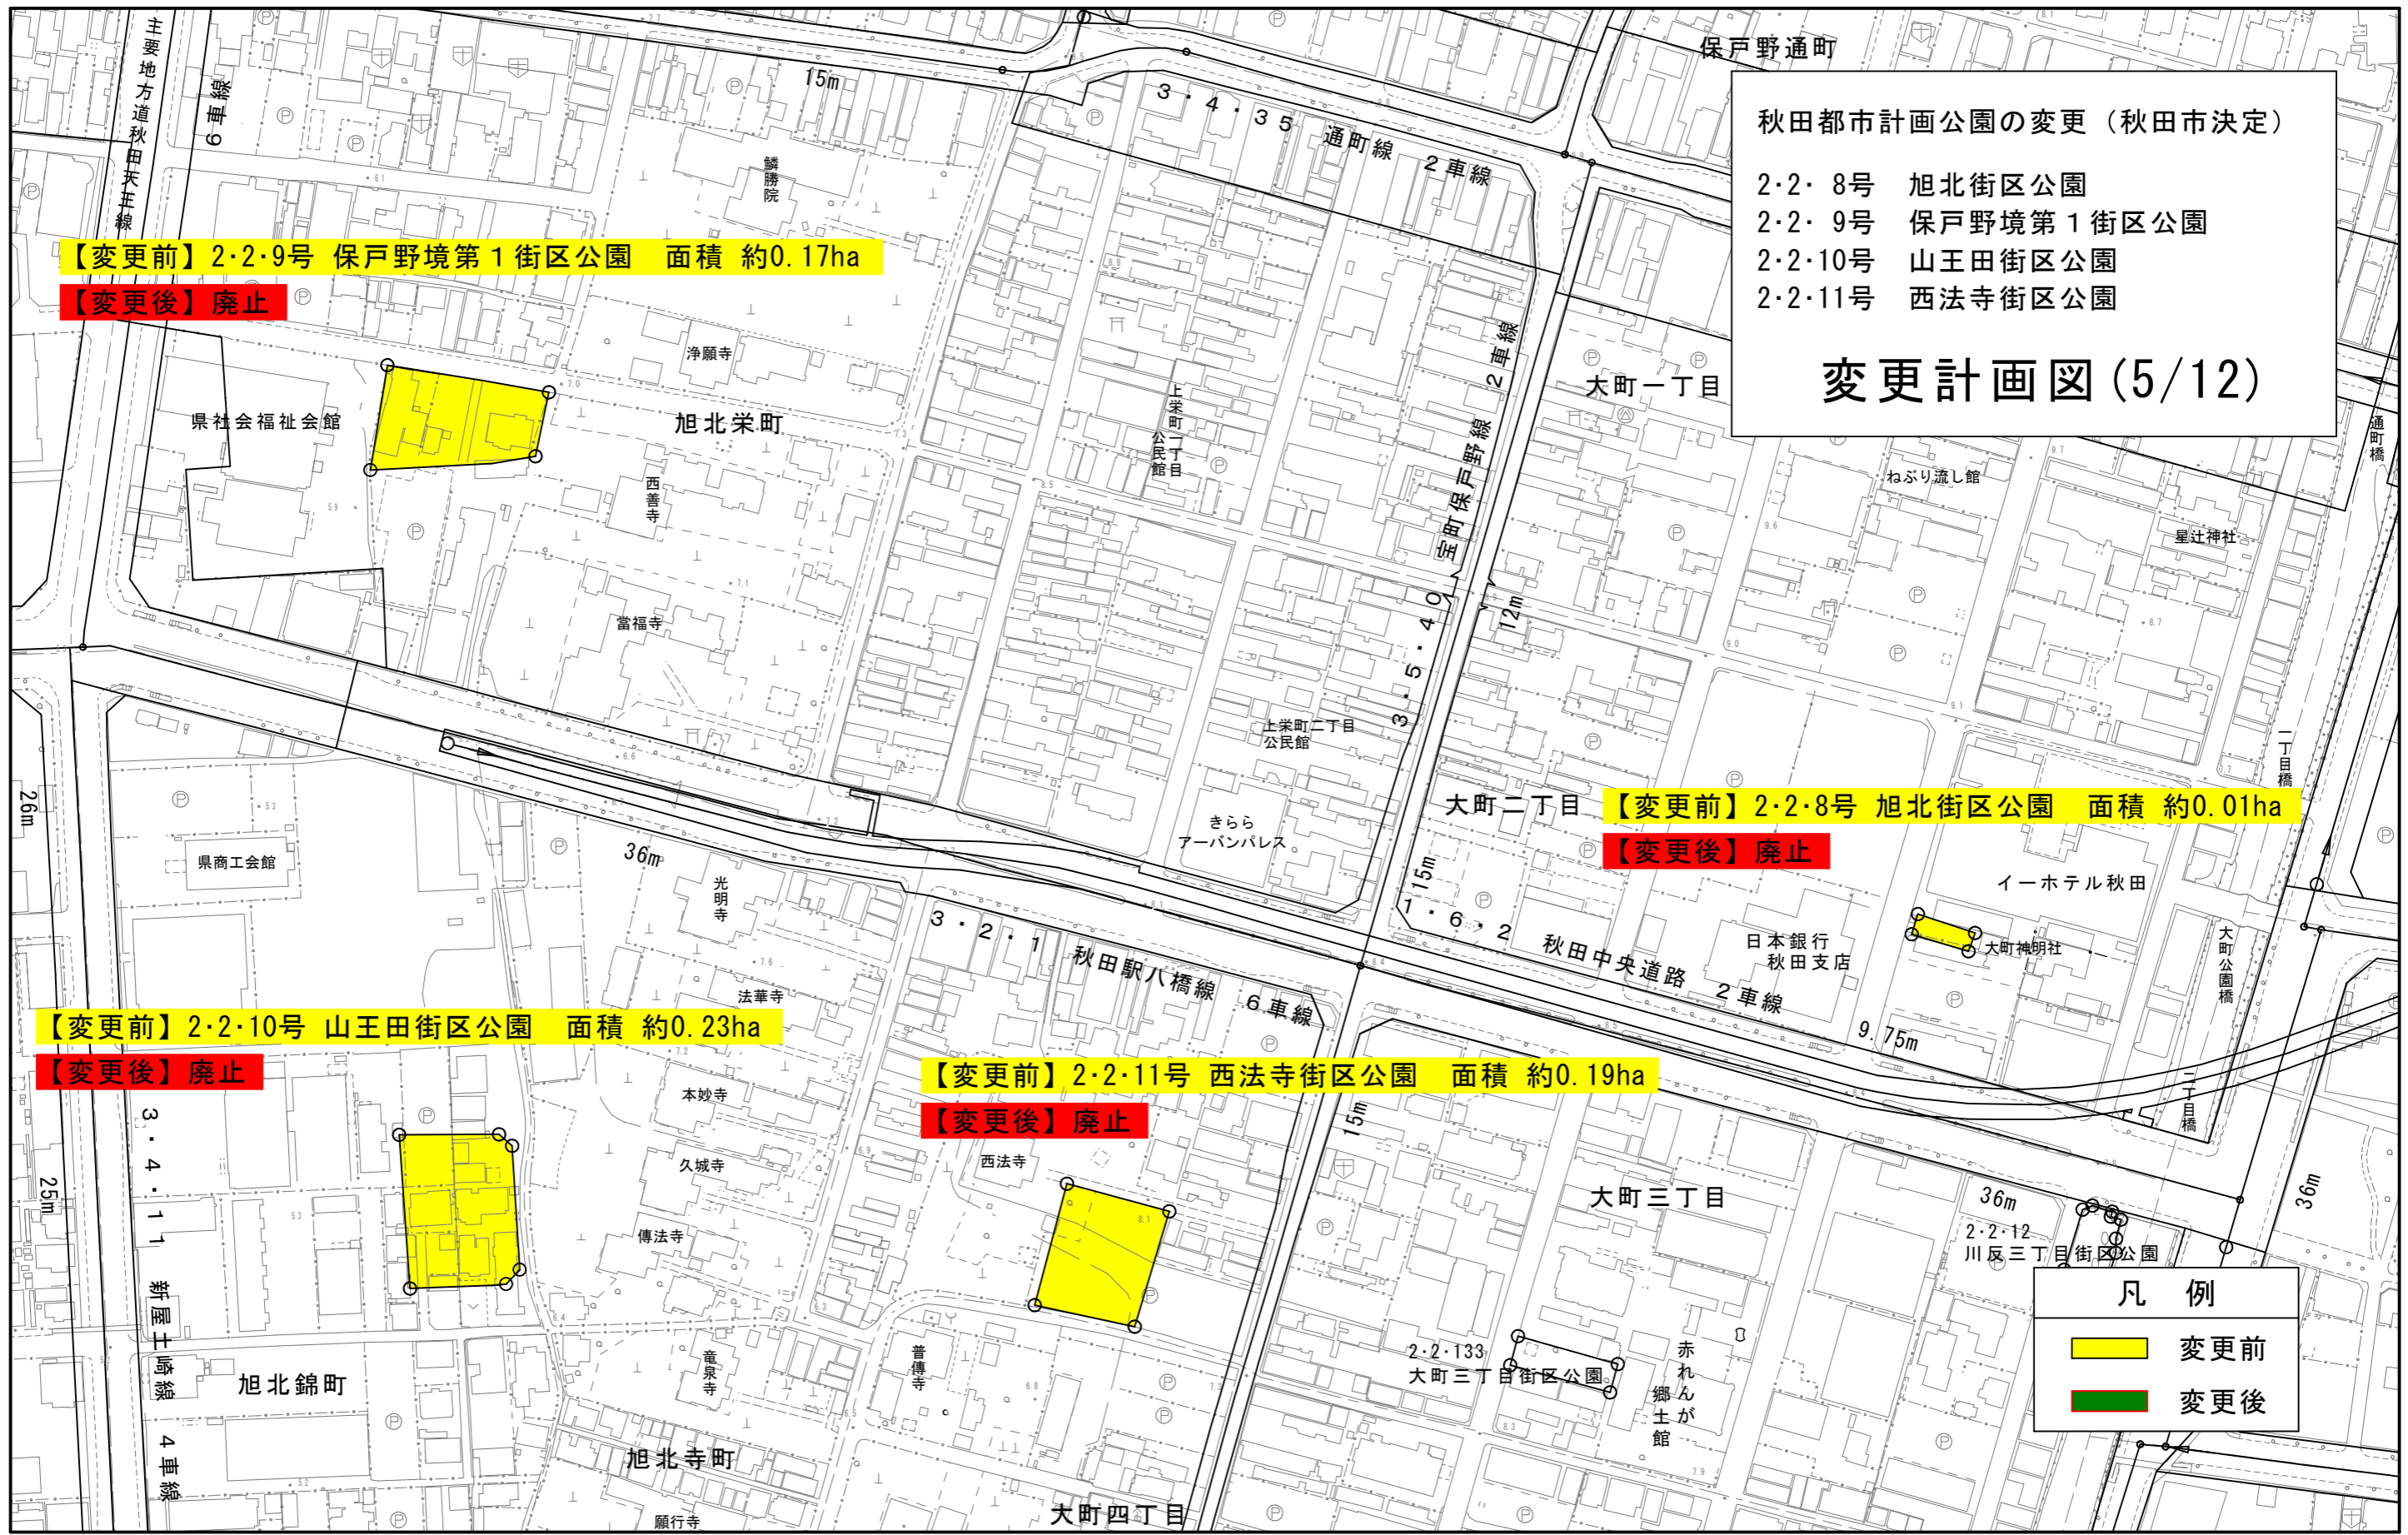 秋田都市計画公園の変更（秋田市決定）
2･2･ 8号　旭北街区公園
2･2･ 9号　保戸野境第１街区公園
2･2･10号　山王田街区公園
2･2･11号　西法寺街区公園
変更計画図(5/12)
保戸野通町
主要地方道秋田天王線
6車線
15m
3・4・35　通町線　2車線
鱗勝院
【変更前】2･2･9号 保戸野境第１街区公園　面積 約0.17ha
【変更後】廃止
浄願寺
県社会福祉会館
旭北栄町
西善寺
當福寺
上栄町一丁目
公民館
大町一丁目
3・5・40　宝町保戸野線　2車線
12m
通町橋
ねぶり流し館
星辻神社
一丁目橋
上栄町二丁目
公民館
きらら
アーバンパレス
大町二丁目
【変更前】2･2･8号 旭北街区公園　面積 約0.01ha
【変更後】廃止
イーホテル秋田
大町神明社
大町公園橋
日本銀行
秋田支店
15m
1・6・2　秋田中央道路　2車線
9.75m
二丁目橋
26m
県商工会館
36m
光明寺
3・2・1　秋田駅八橋線　6車線
法華寺
【変更前】2･2･10号 山王田街区公園　面積 約0.23ha
【変更後】廃止
本妙寺
久城寺
傳法寺
【変更前】2･2･11号 西法寺街区公園　面積 約0.19ha
【変更後】廃止
西法寺
15m
大町三丁目
36m
36m
2･2･12
川反三丁目街区公園
25m
3・4・11　新屋土崎線　4車線
旭北錦町
竜泉寺
普傳寺
2･2･133
大町三丁目街区公園
赤れんが
郷土館
旭北寺町
願行寺
大町四丁目
凡　例
変更前
変更後